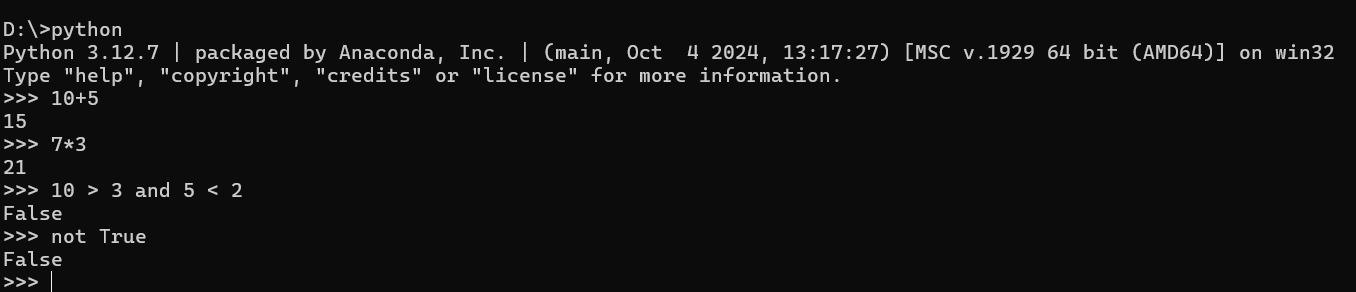 D:\>python
Python 3.12.7 | packaged by Anaconda, Inc. | (main, Oct  4 2024, 13:17:27) [MSC v.1929 64 bit (AMD64)] on win32
Type "help", "copyright", "credits" or "license" for more information.
>>> 10+5
15
>>> 7*3
21
>>> 10 > 3 and 5 < 2
False
>>> not True
False
>>>